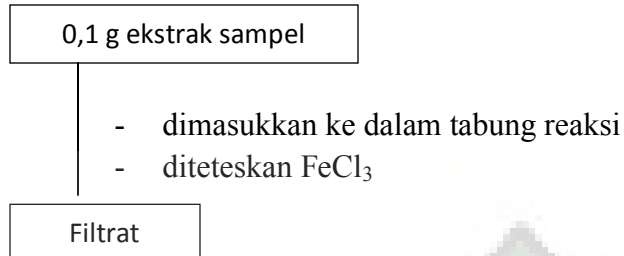 0,1 g ekstrak sampel
- dimasukkan ke dalam tabung reaksi
- diteteskan FeCl₃
Filtrat